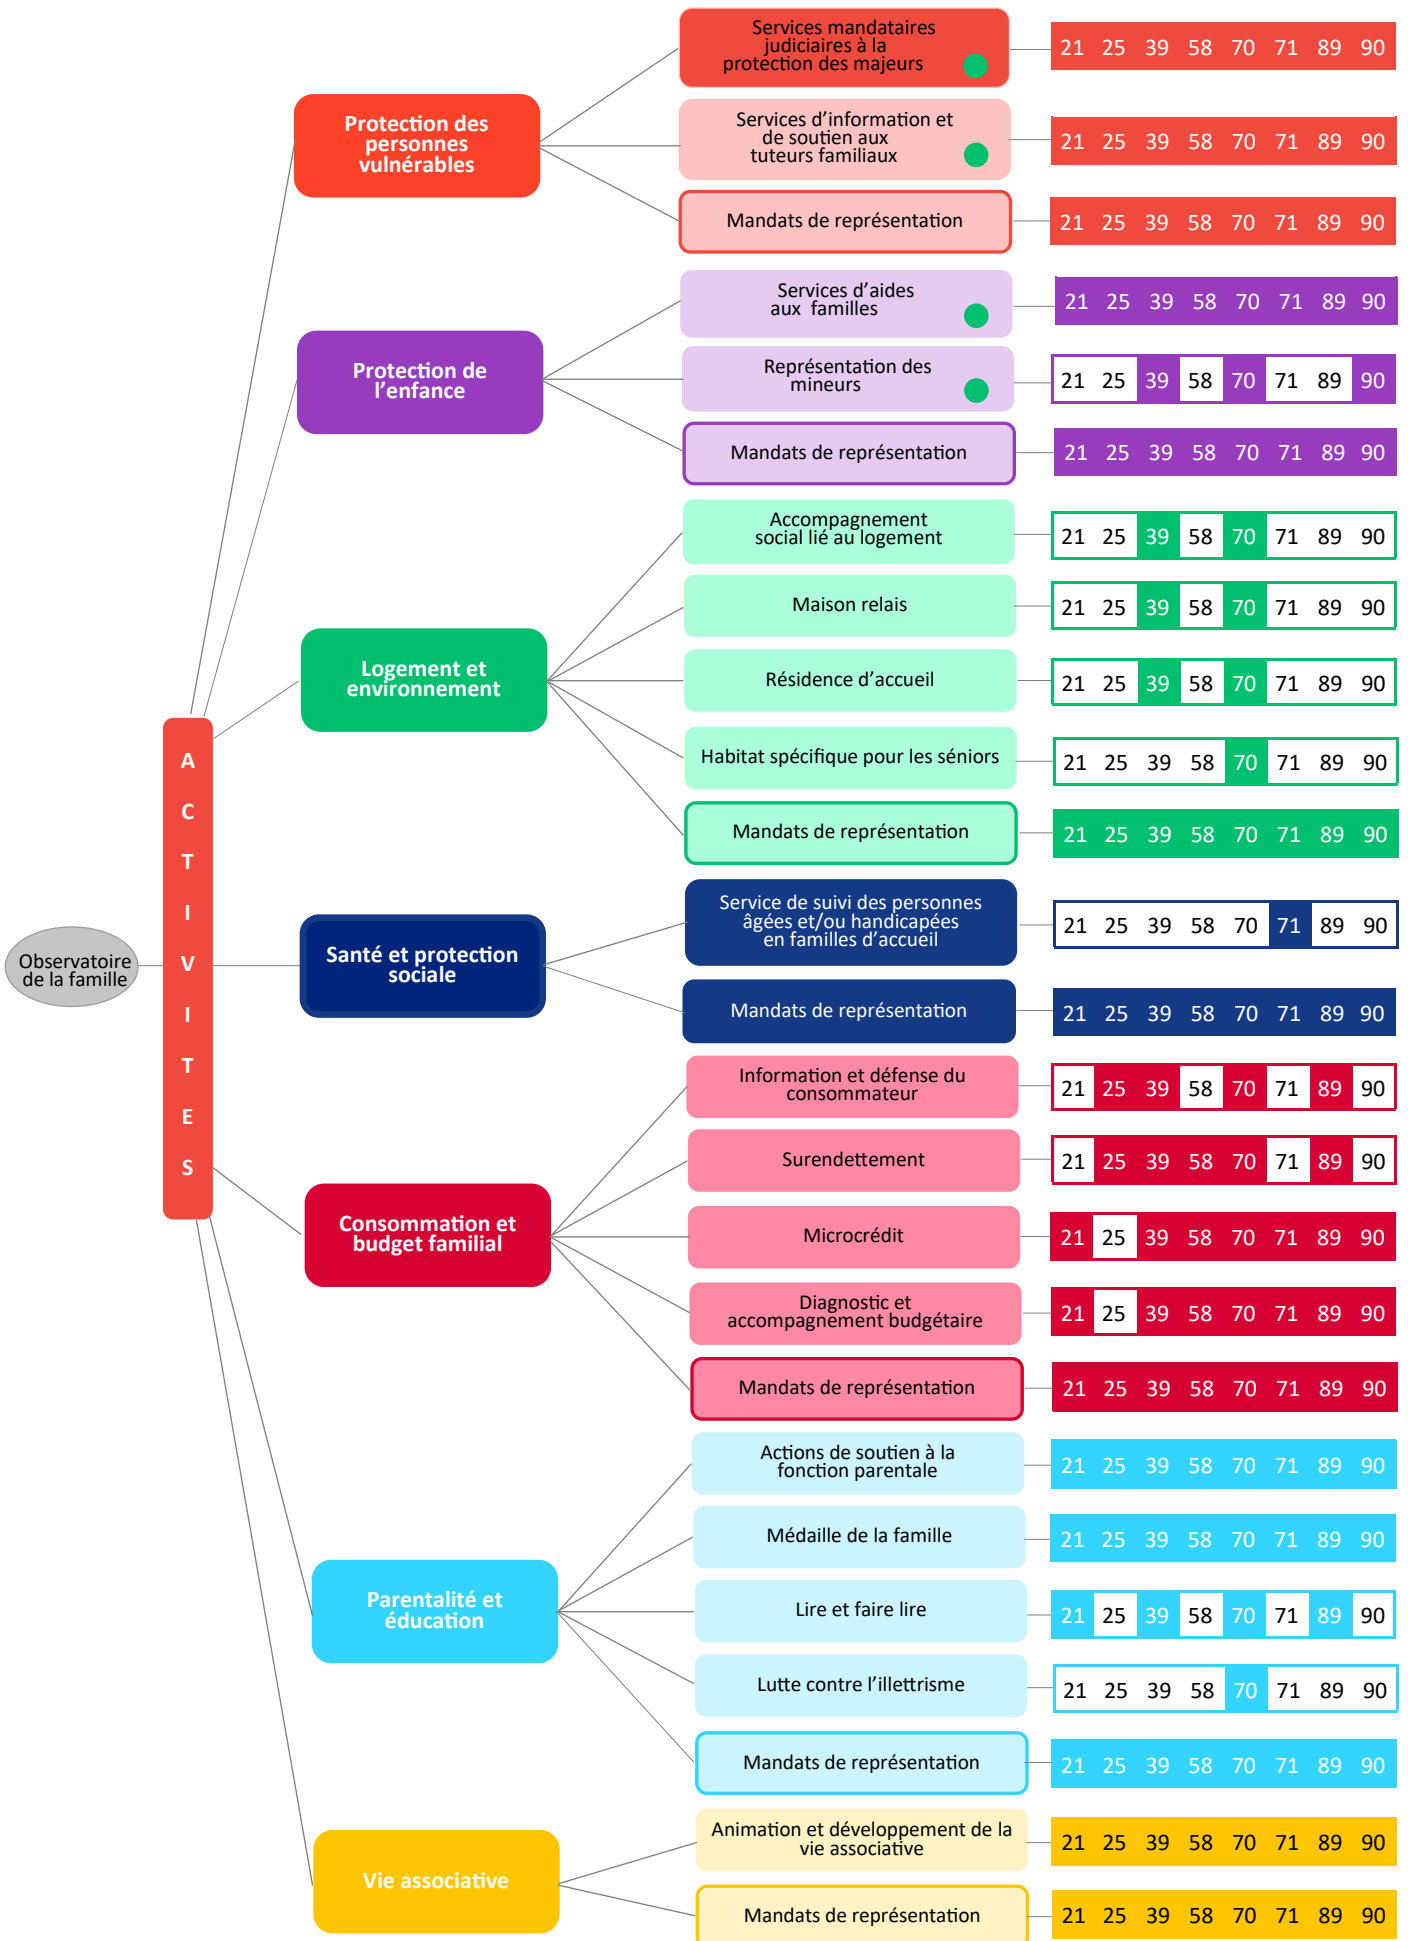 Observatoire
de la famille
A
C
T
I
V
I
T
E
S
Protection des
personnes
vulnérables
Services mandataires
judiciaires à la
protection des majeurs
21 25 39 58 70 71 89 90
Services d’information et
de soutien aux
tuteurs familiaux
21 25 39 58 70 71 89 90
Mandats de représentation
21 25 39 58 70 71 89 90
Protection de
l’enfance
Services d’aides
aux familles
21 25 39 58 70 71 89 90
Représentation des
mineurs
21 25 39 58 70 71 89 90
Mandats de représentation
21 25 39 58 70 71 89 90
Logement et
environnement
Accompagnement
social lié au logement
21 25 39 58 70 71 89 90
Maison relais
21 25 39 58 70 71 89 90
Résidence d’accueil
21 25 39 58 70 71 89 90
Habitat spécifique pour les séniors
21 25 39 58 70 71 89 90
Mandats de représentation
21 25 39 58 70 71 89 90
Santé et protection
sociale
Service de suivi des personnes
âgées et/ou handicapées
en familles d’accueil
21 25 39 58 70 71 89 90
Mandats de représentation
21 25 39 58 70 71 89 90
Consommation et
budget familial
Information et défense du
consommateur
21 25 39 58 70 71 89 90
Surendettement
21 25 39 58 70 71 89 90
Microcrédit
21 25 39 58 70 71 89 90
Diagnostic et
accompagnement budgétaire
21 25 39 58 70 71 89 90
Mandats de représentation
21 25 39 58 70 71 89 90
Parentalité et
éducation
Actions de soutien à la
fonction parentale
21 25 39 58 70 71 89 90
Médaille de la famille
21 25 39 58 70 71 89 90
Lire et faire lire
21 25 39 58 70 71 89 90
Lutte contre l’illettrisme
21 25 39 58 70 71 89 90
Mandats de représentation
21 25 39 58 70 71 89 90
Vie associative
Animation et développement de la
vie associative
21 25 39 58 70 71 89 90
Mandats de représentation
21 25 39 58 70 71 89 90